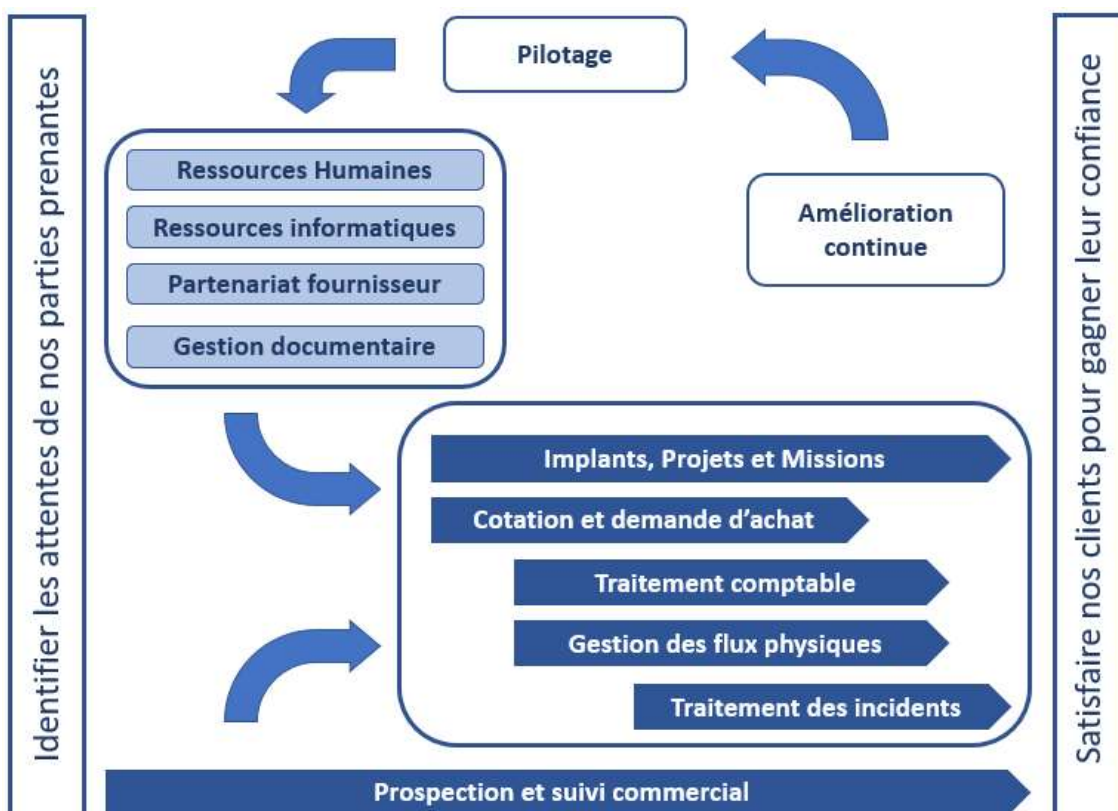 Identifier les attentes de nos parties prenantes
Pilotage
Ressources Humaines
Ressources informatiques
Partenariat fournisseur
Gestion documentaire
Amélioration
continue
Implants, Projets et Missions
Cotation et demande d’achat
Traitement comptable
Gestion des flux physiques
Traitement des incidents
Prospection et suivi commercial
Satisfaire nos clients pour gagner leur confiance